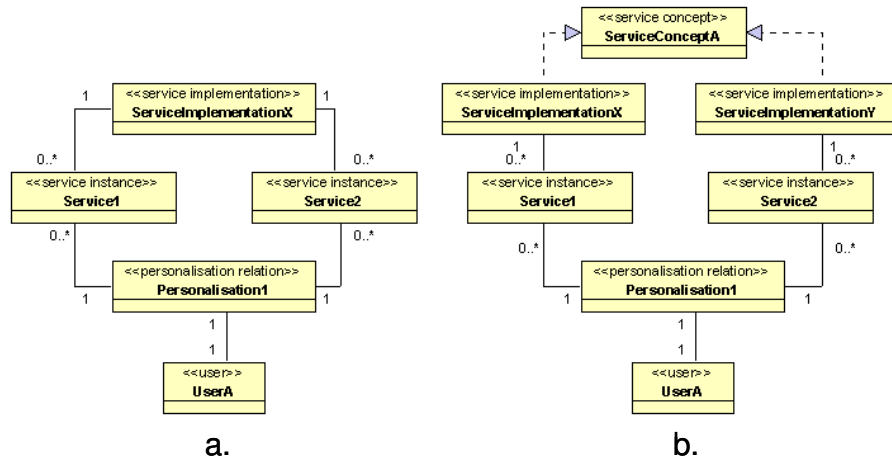 <<service implementation>>
ServiceImplementationX
1
1
0..*
0..*
<<service instance>>
Service1
<<service instance>>
Service2
0..*
0..*
<<personalisation relation>>
Personalisation1
1
1
1
1
<<user>>
UserA
a.
<<service concept>>
ServiceConceptA
<<service implementation>>
ServiceImplementationX
<<service implementation>>
ServiceImplementationY
1
1
0..*
0..*
<<service instance>>
Service1
<<service instance>>
Service2
0..*
0..*
<<personalisation relation>>
Personalisation1
1
1
1
1
<<user>>
UserA
b.